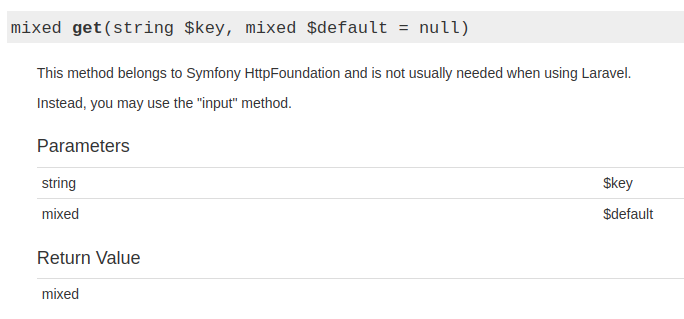 mixed get(string $key, mixed $default = null)
This method belongs to Symfony HttpFoundation and is not usually needed when using Laravel.
Instead, you may use the "input" method.
Parameters
string $key
mixed $default
Return Value
mixed